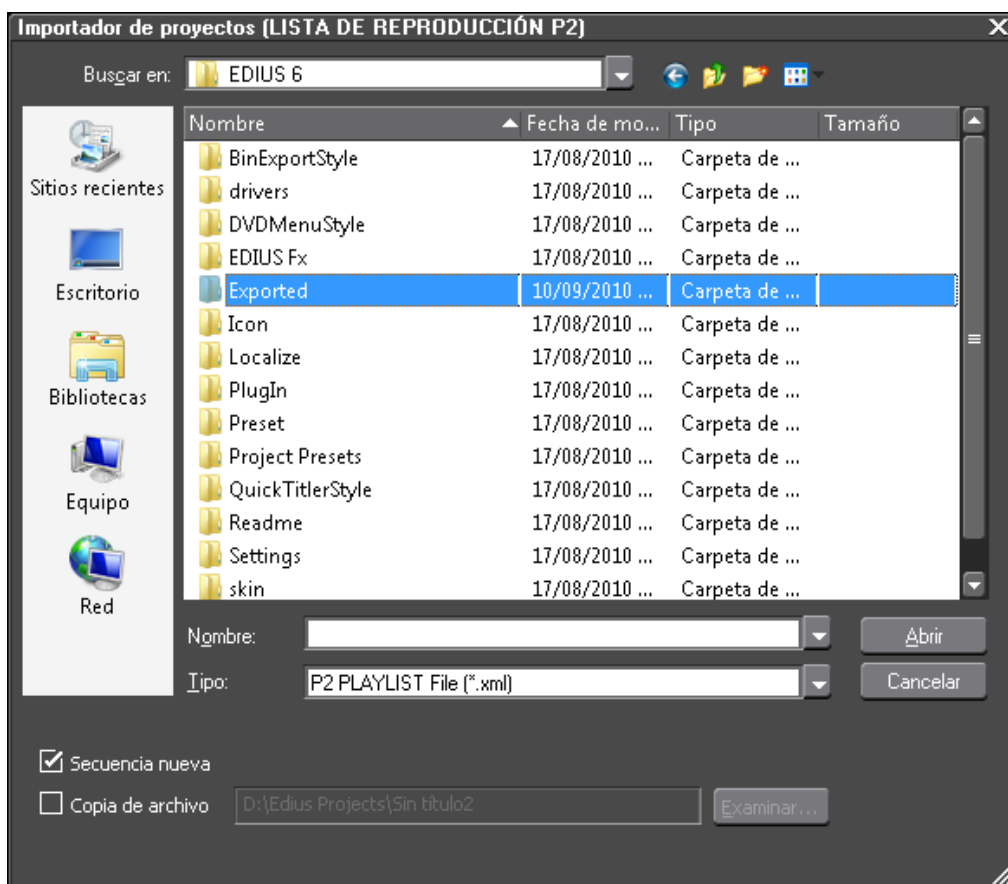 Importador de proyectos (LISTA DE REPRODUCCIÓN P2)
Buscar en: EDIUS 6
Sitios recientes
Escritorio
Bibliotecas
Equipo
Red
Nombre Fecha de mo... Tipo Tamaño
BinExportStyle 17/08/2010 ... Carpeta de ...
drivers 17/08/2010 ... Carpeta de ...
DVDMenuStyle 17/08/2010 ... Carpeta de ...
EDIUS Fx 17/08/2010 ... Carpeta de ...
Exported 10/09/2010 ... Carpeta de ...
Icon 17/08/2010 ... Carpeta de ...
Localize 17/08/2010 ... Carpeta de ...
PlugIn 17/08/2010 ... Carpeta de ...
Preset 17/08/2010 ... Carpeta de ...
Project Presets 17/08/2010 ... Carpeta de ...
QuickTitlerStyle 17/08/2010 ... Carpeta de ...
Readme 17/08/2010 ... Carpeta de ...
Settings 17/08/2010 ... Carpeta de ...
skin 17/08/2010 ... Carpeta de ...
Nombre: Abrir
Tipo: P2 PLAYLIST File (*.xml) Cancelar
Secuencia nueva
Copia de archivo D:\Edius Projects\Sin título2 Examinar...